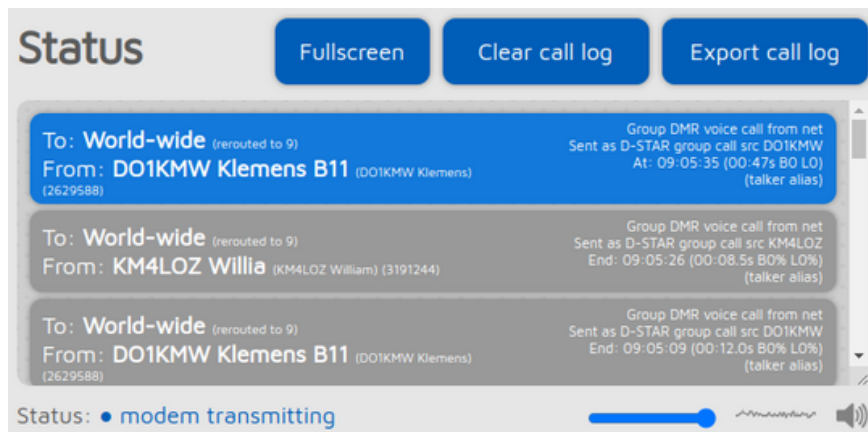 Status
Fullscreen
Clear call log
Export call log
To: World-wide (rerouted to 9)
From: DO1KMW Klemens B11 (DO1KMW Klemens)
(2629588)
Group DMR voice call from net
Sent as D-STAR group call src DO1KMW
At: 09:05:35 (00:47s B0 L0)
(talker alias)
To: World-wide (rerouted to 9)
From: KM4LOZ Willia (KM4LOZ William) (3191244)
Group DMR voice call from net
Sent as D-STAR group call src KM4LOZ
End: 09:05:26 (00:08.5s B0% L0%)
(talker alias)
To: World-wide (rerouted to 9)
From: DO1KMW Klemens B11 (DO1KMW Klemens)
(2629588)
Group DMR voice call from net
Sent as D-STAR group call src DO1KMW
End: 09:05:09 (00:12.0s B0% L0%)
(talker alias)
Status: • modem transmitting